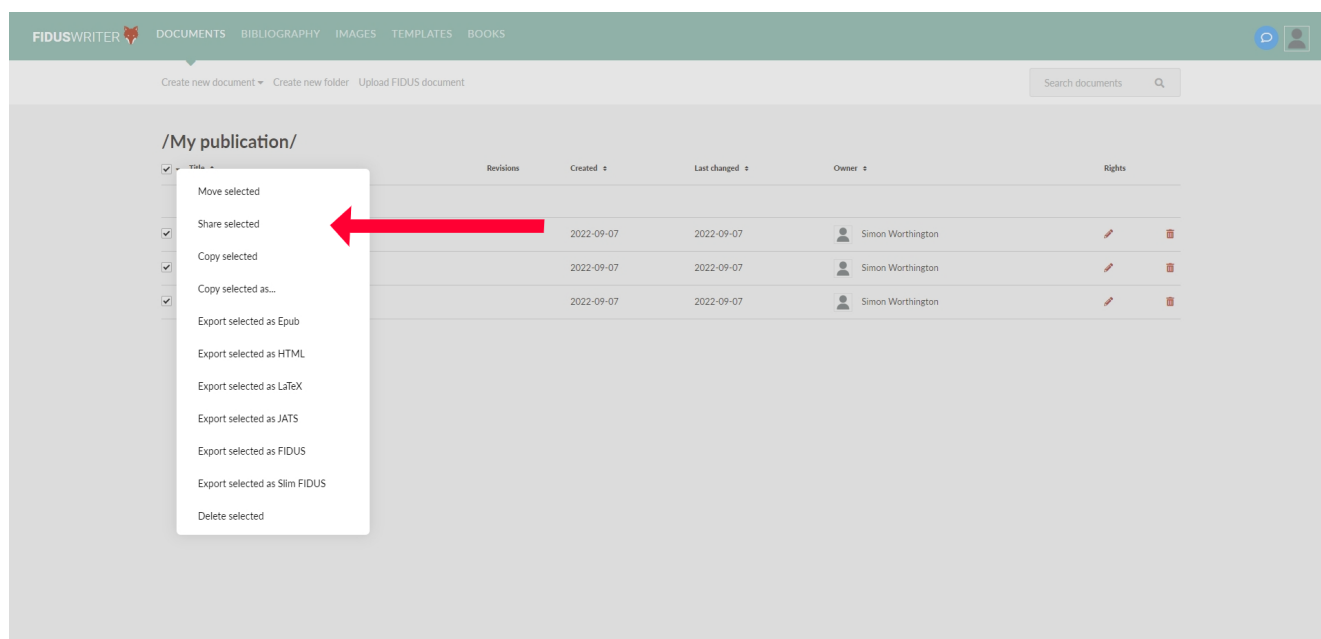 FIDUSWRITER DOCUMENTS BIBLIOGRAPHY IMAGES TEMPLATES BOOKS
Create new document Create new folder Upload FIDUS document Search documents
/My publication/
Title Revisions Created Last changed Owner Rights
Move selected
Share selected
2022-09-07 2022-09-07 Simon Worthington
Copy selected
2022-09-07 2022-09-07 Simon Worthington
Copy selected as...
2022-09-07 2022-09-07 Simon Worthington
Export selected as Epub
Export selected as HTML
Export selected as LaTeX
Export selected as JATS
Export selected as FIDUS
Export selected as Slim FIDUS
Delete selected